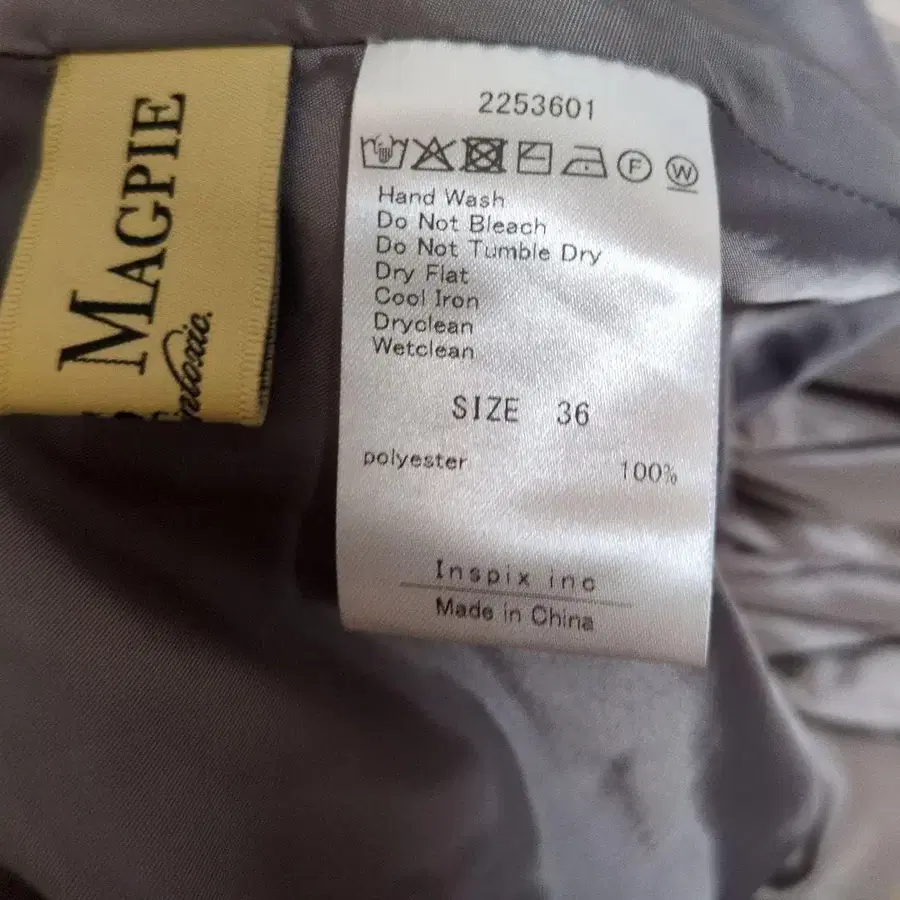 MAGPIE
2253601
F W
Hand Wash
Do Not Bleach
Do Not Tumble Dry
Dry Flat
Cool Iron
Dryclean
Wetclean
SIZE 36
polyester 100%
Inspix inc
Made in China